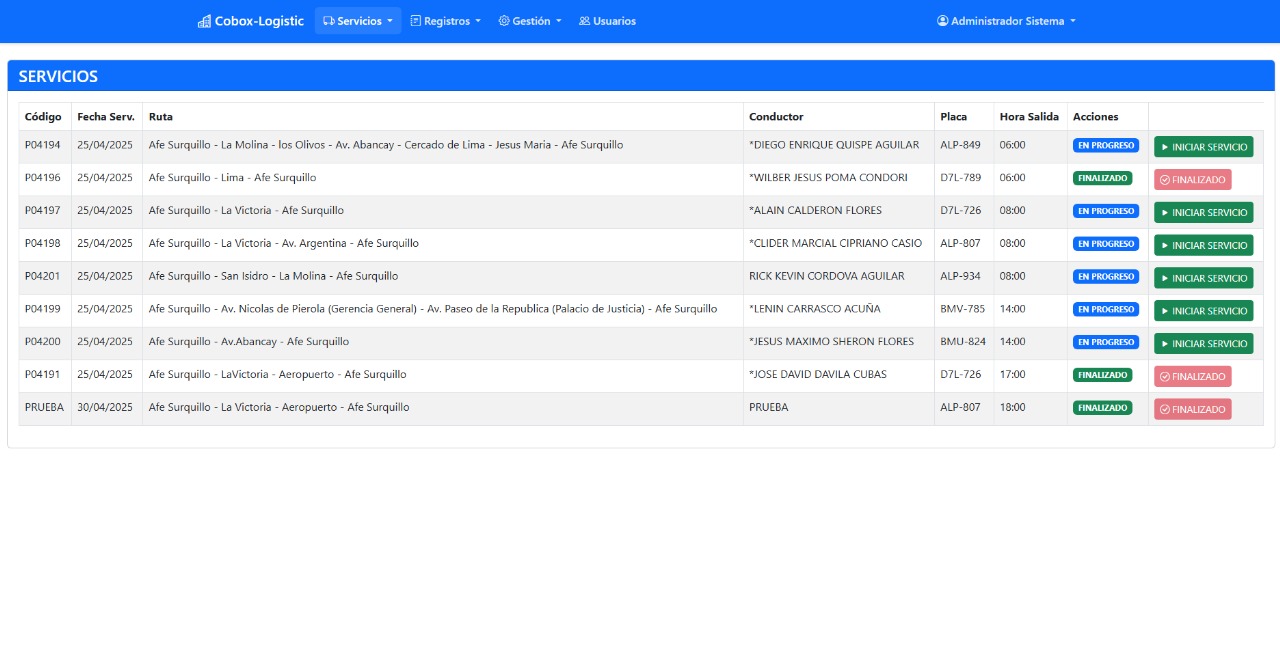 Cobox-Logistic Servicios Registros Gestión Usuarios Administrador Sistema
SERVICIOS
Código Fecha Serv. Ruta Conductor Placa Hora Salida Acciones
P04194 25/04/2025 Afe Surquillo - La Molina - los Olivos - Av. Abancay - Cercado de Lima - Jesus Maria - Afe Surquillo *DIEGO ENRIQUE QUISPE AGUILAR ALP-849 06:00 EN PROGRESO INICIAR SERVICIO
P04196 25/04/2025 Afe Surquillo - Lima - Afe Surquillo *WILBER JESUS POMA CONDORI D7L-789 06:00 FINALIZADO FINALIZADO
P04197 25/04/2025 Afe Surquillo - La Victoria - Afe Surquillo *ALAIN CALDERON FLORES D7L-726 08:00 EN PROGRESO INICIAR SERVICIO
P04198 25/04/2025 Afe Surquillo - La Victoria - Av. Argentina - Afe Surquillo *CLIDER MARCIAL CIPRIANO CASIO ALP-807 08:00 EN PROGRESO INICIAR SERVICIO
P04201 25/04/2025 Afe Surquillo - San Isidro - La Molina - Afe Surquillo RICK KEVIN CORDOVA AGUILAR ALP-934 08:00 EN PROGRESO INICIAR SERVICIO
P04199 25/04/2025 Afe Surquillo - Av. Nicolas de Pierola (Gerencia General) - Av. Paseo de la Republica (Palacio de Justicia) - Afe Surquillo *LENIN CARRASCO ACUÑA BMV-785 14:00 EN PROGRESO INICIAR SERVICIO
P04200 25/04/2025 Afe Surquillo - Av.Abancay - Afe Surquillo *JESUS MAXIMO SHERON FLORES BMU-824 14:00 EN PROGRESO INICIAR SERVICIO
P04191 25/04/2025 Afe Surquillo - LaVictoria - Aeropuerto - Afe Surquillo *JOSE DAVID DAVILA CUBAS D7L-726 17:00 FINALIZADO FINALIZADO
PRUEBA 30/04/2025 Afe Surquillo - La Victoria - Aeropuerto - Afe Surquillo PRUEBA ALP-807 18:00 FINALIZADO FINALIZADO